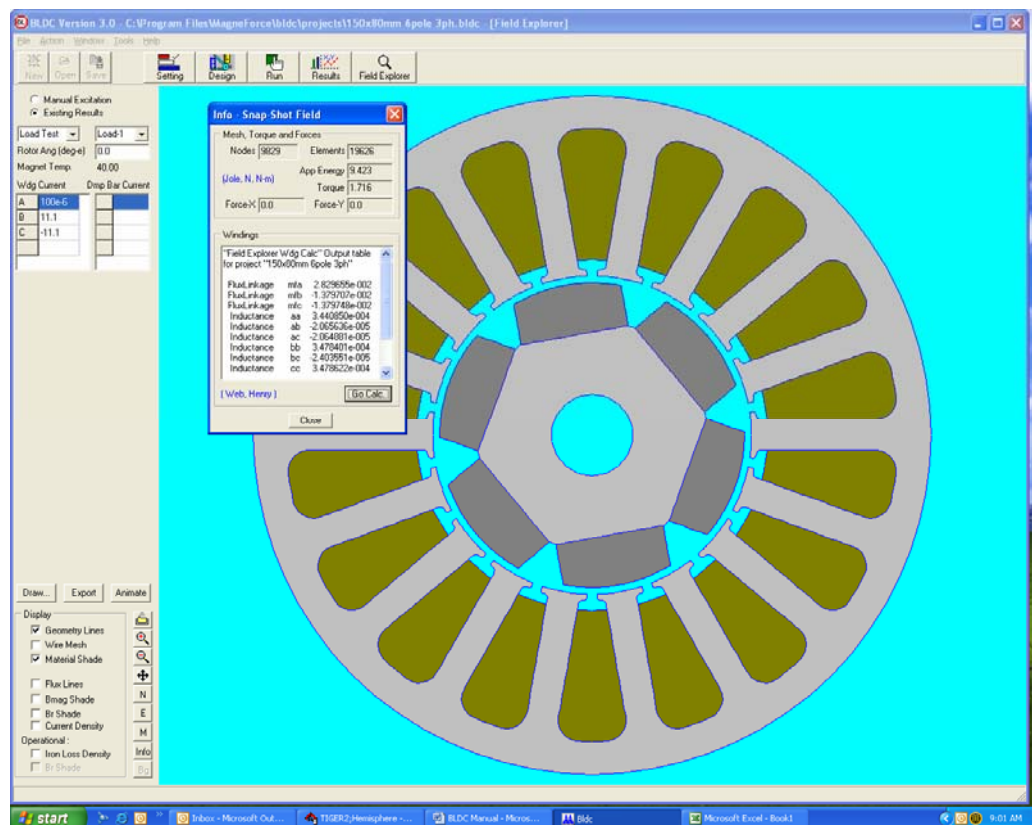 BLDC Version 3.0 - C:\Program Files\MagneForce\bldc\projects\150x80mm 6pole 3ph.bldc - [Field Explorer]
File Action Window Tools Help
New Open Save Setting Design Run Results Field Explorer
Manual Excitation
Existing Results
Load Test Load-1
Rotor Ang (deg-e) 0.0
Magnet Temp. 40.00
Wdg Current Dmp Bar Current
A 100e-6
B 11.1
C -11.1
Info - Snap-Shot Field
Mesh, Torque and Forces
Nodes 9829 Elements 19626
App Energy 9.423
(Jole, N, N-m)
Torque 1.716
Force-X 0.0 Force-Y 0.0
Windings
"Field Explorer Wdg Calc" Output table
for project "150x80mm 6pole 3ph"
FluxLinkage mfa 2.829655e-002
FluxLinkage mfb -1.379707e-002
FluxLinkage mfc -1.379748e-002
Inductance aa 3.440850e-004
Inductance ab -2.065636e-005
Inductance ac -2.064881e-005
Inductance bb 3.478401e-004
Inductance bc -2.403551e-005
Inductance cc 3.478622e-004
( Web, Henry ) Go Calc.
Close
Draw... Export Animate
Display
Geometry Lines
Wire Mesh
Material Shade
Flux Lines
Bmag Shade
Br Shade
Current Density
Operational :
Iron Loss Density
Br Shade
N
E
M
Info
Bg
start Inbox - Microsoft Out... TIGER2;Hemisphere -... BLDC Manual - Micros... Bldc Microsoft Excel - Book1 9:01 AM